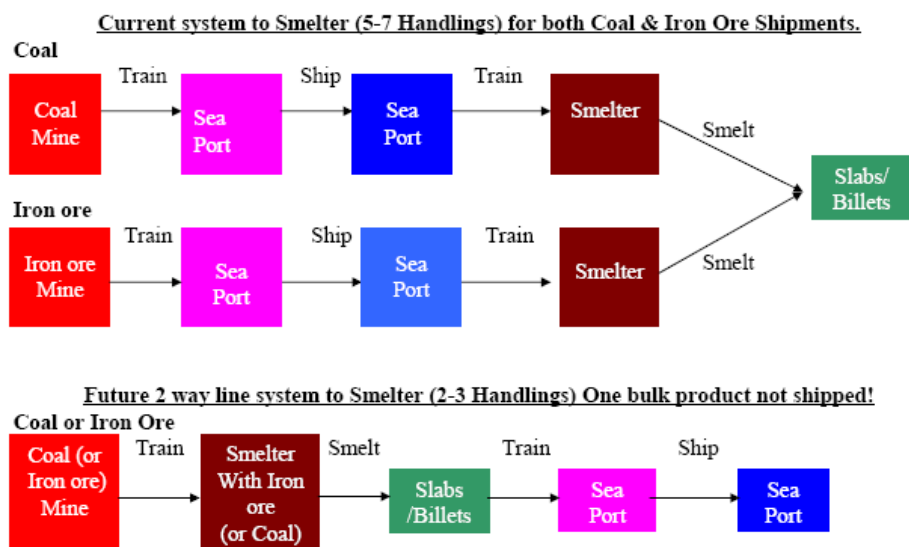 Current system to Smelter (5-7 Handlings) for both Coal & Iron Ore Shipments.
Coal
Train
Ship
Train
Coal
Mine
Sea
Port
Sea
Port
Smelter
Smelt
Slabs/
Billets
Iron ore
Train
Ship
Train
Iron ore
Mine
Sea
Port
Sea
Port
Smelter
Smelt
Future 2 way line system to Smelter (2-3 Handlings) One bulk product not shipped!
Coal or Iron Ore
Train
Smelt
Train
Ship
Coal (or
Iron ore)
Mine
Smelter
With Iron
ore
(or Coal)
Slabs
/Billets
Sea
Port
Sea
Port